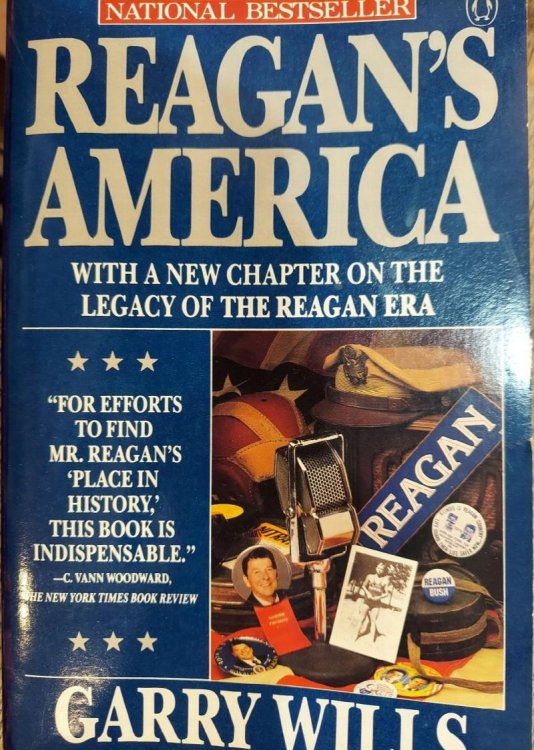 NATIONAL BESTSELLER
REAGAN'S
AMERICA
WITH A NEW CHAPTER ON THE
LEGACY OF THE REAGAN ERA
"FOR EFFORTS
TO FIND
MR. REAGAN'S
'PLACE IN
HISTORY,'
THIS BOOK IS
INDISPENSABLE."
—C. VANN WOODWARD,
THE NEW YORK TIMES BOOK REVIEW
REAGAN
REAGAN
BUSH
GARRY WILLS